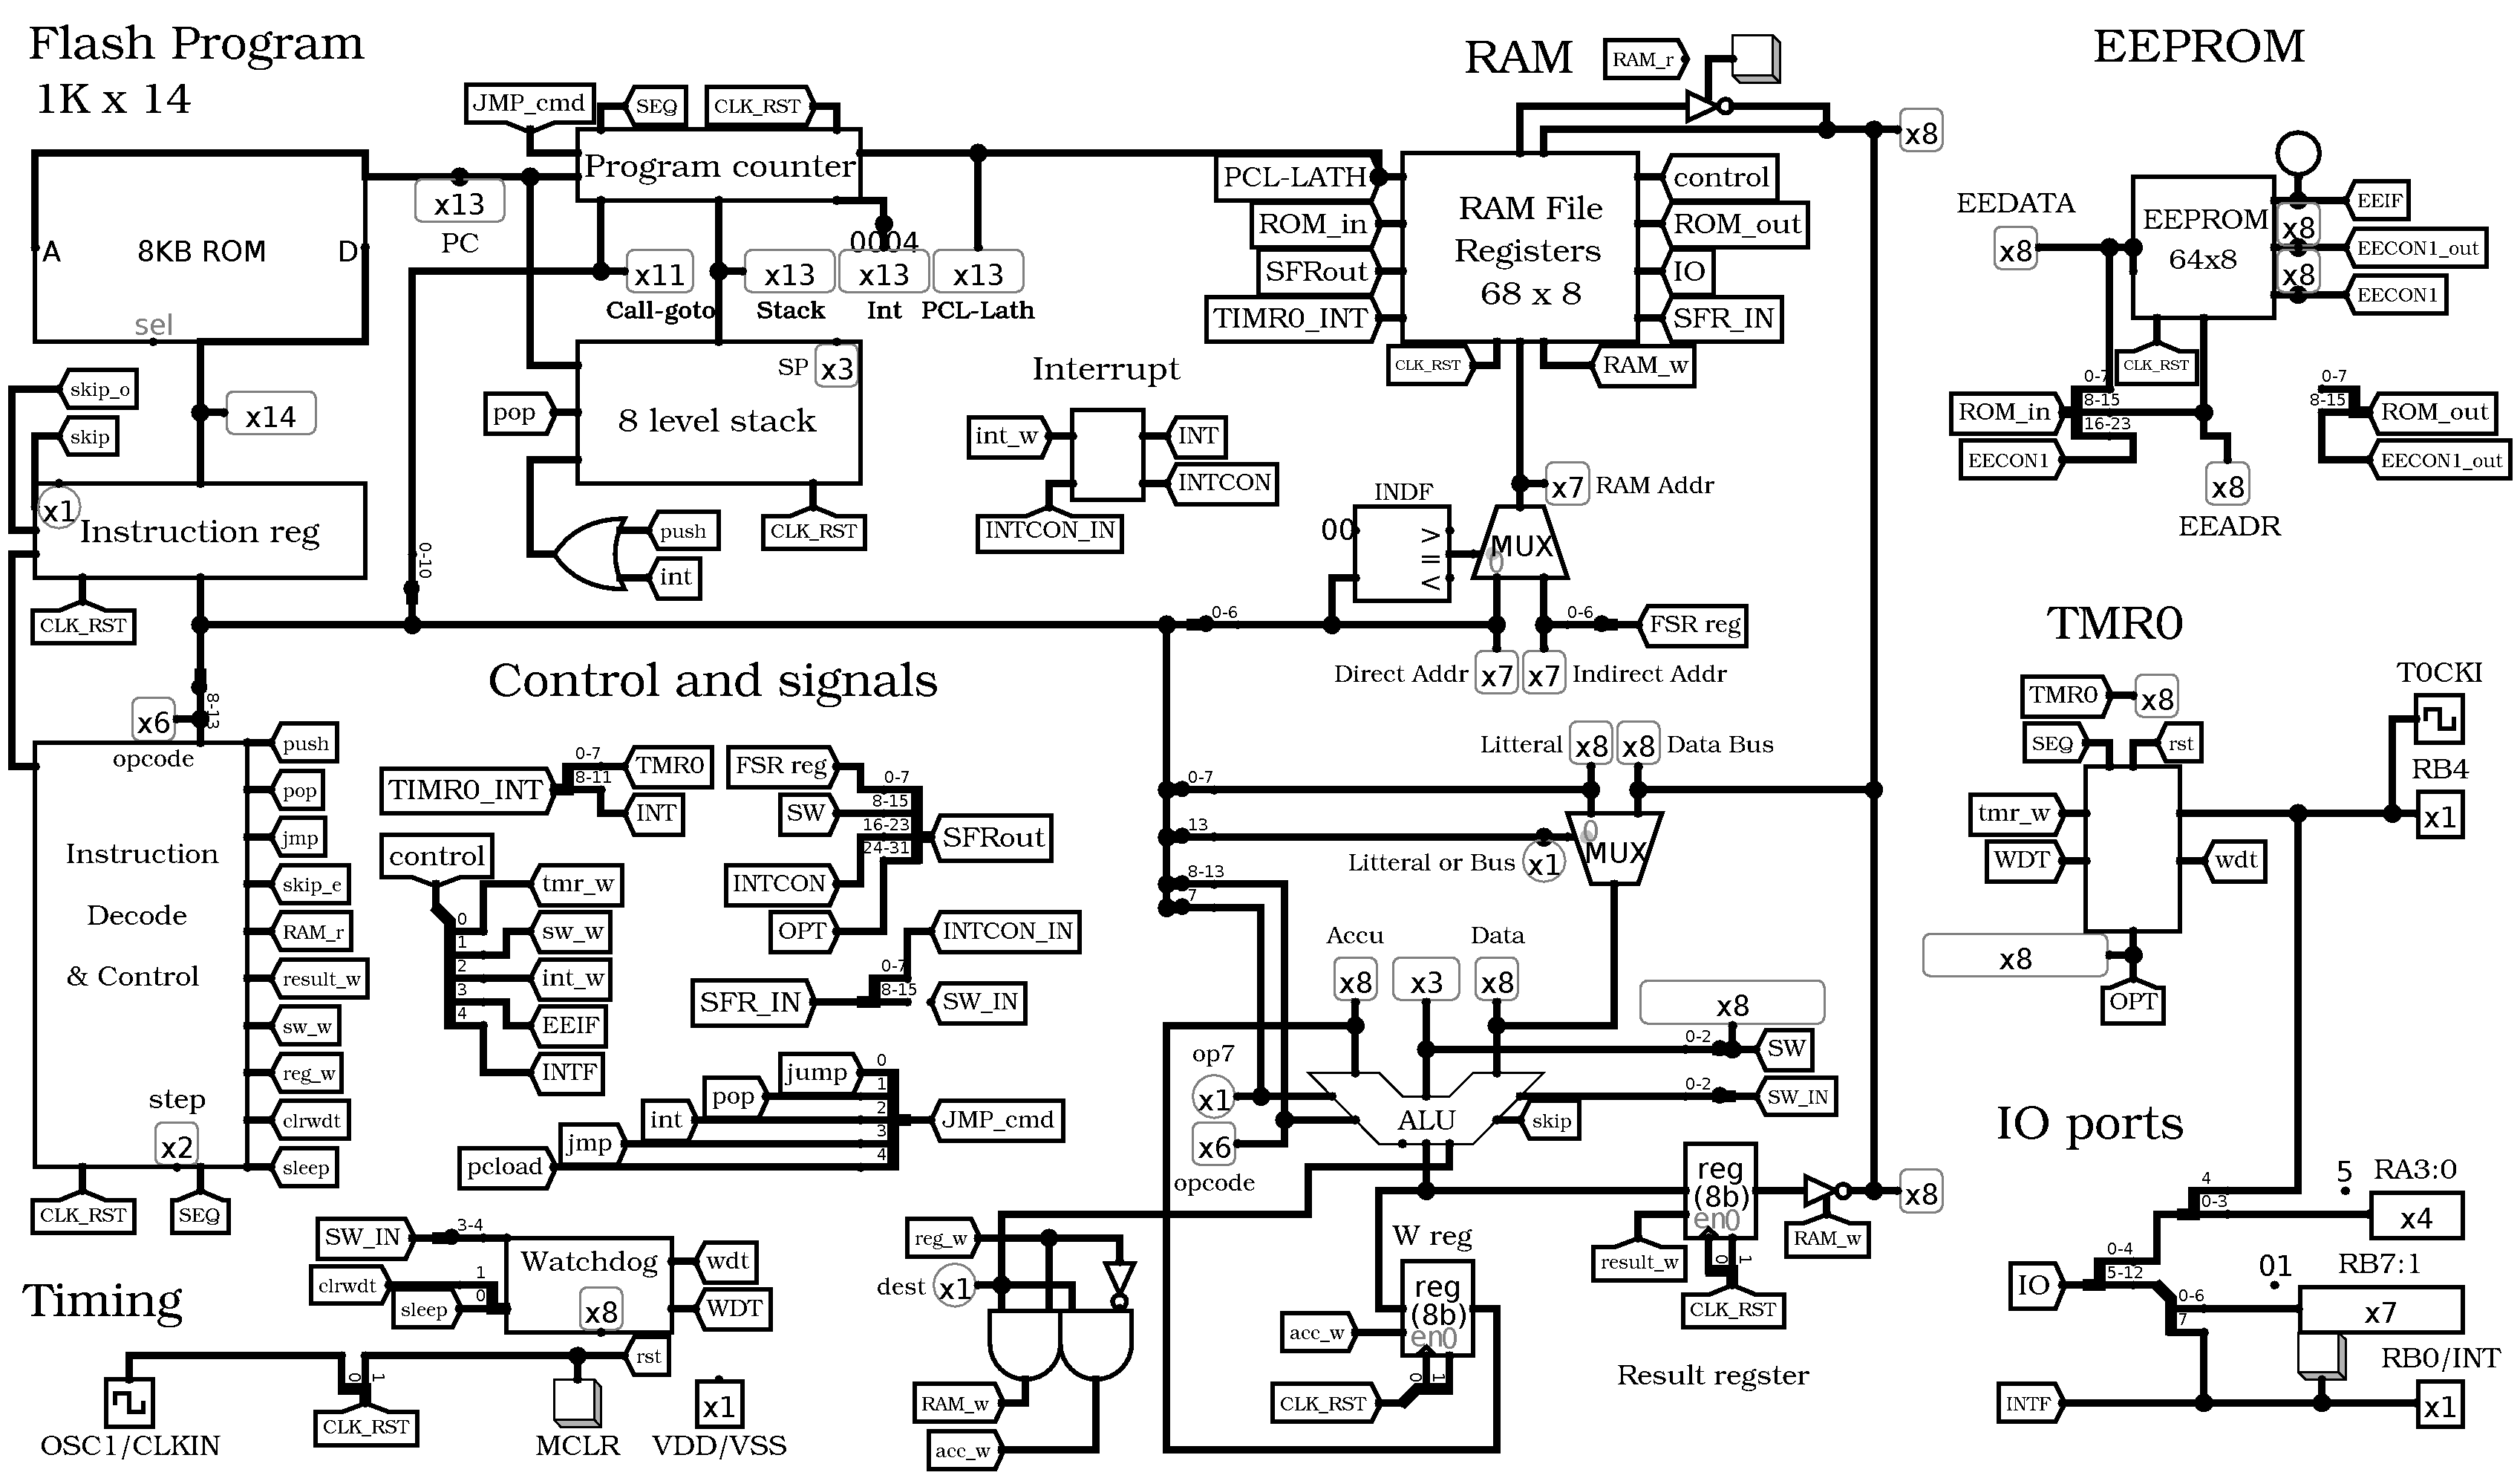 Flash Program
1K x 14
A
8KB ROM
D
sel
skip_o
skip
x14
x1
Instruction reg
CLK_RST
x13
PC
JMP_cmd
SEQ
CLK_RST
Program counter
0004
x11
x13
x13
x13
Call-goto
Stack
Int
PCL-Lath
SP
x3
pop
8 level stack
CLK_RST
push
int
0-10
Interrupt
int_w
INT
INTCON
INTCON_IN
RAM
RAM_r
x8
PCL-LATH
ROM_in
SFRout
TIMR0_INT
CLK_RST
RAM File
Registers
68 x 8
control
ROM_out
IO
SFR_IN
RAM_w
x7
RAM Addr
INDF
00
< = >
MUX
0
0-6
0-6
FSR reg
Direct Addr
x7
x7
Indirect Addr
EEPROM
EEDATA
x8
EEPROM
64x8
x8
x8
EEIF
EECON1_out
EECON1
CLK_RST
0-7
8-15
16-23
ROM_in
EECON1
x8
EEADR
0-7
8-15
ROM_out
EECON1_out
Control and signals
8-13
x6
opcode
Instruction
Decode
& Control
step
x2
push
pop
jmp
skip_e
RAM_r
result_w
sw_w
reg_w
clrwdt
sleep
CLK_RST
SEQ
TIMR0_INT
0-7
8-11
TMR0
INT
control
0
1
2
3
4
tmr_w
sw_w
int_w
EEIF
INTF
FSR reg
SW
INTCON
OPT
0-7
8-15
16-23
24-31
SFRout
SFR_IN
0-7
8-15
INTCON_IN
SW_IN
jump
pop
int
jmp
pcload
0
1
2
3
4
JMP_cmd
Litteral
x8
x8
Data Bus
0-7
13
8-13
7
Litteral or Bus
x1
0
MUX
Accu
Data
x8
x3
x8
x8
0-2
SW
0-2
SW_IN
op7
x1
x6
opcode
ALU
skip
reg
(8b)
en0
0
1
result_w
CLK_RST
RAM_w
x8
W reg
reg
(8b)
en0
0
1
acc_w
CLK_RST
Result regster
reg_w
dest
x1
RAM_w
acc_w
TMR0
TMR0
x8
SEQ
rst
T0CKI
RB4
x1
tmr_w
WDT
wdt
x8
OPT
IO ports
4
0-3
5
RA3:0
x4
IO
0-4
5-12
0-6
7
01
RB7:1
x7
RB0/INT
INTF
x1
Timing
SW_IN
3-4
clrwdt
1
sleep
0
Watchdog
x8
wdt
WDT
rst
0
1
CLK_RST
OSC1/CLKIN
MCLR
x1
VDD/VSS